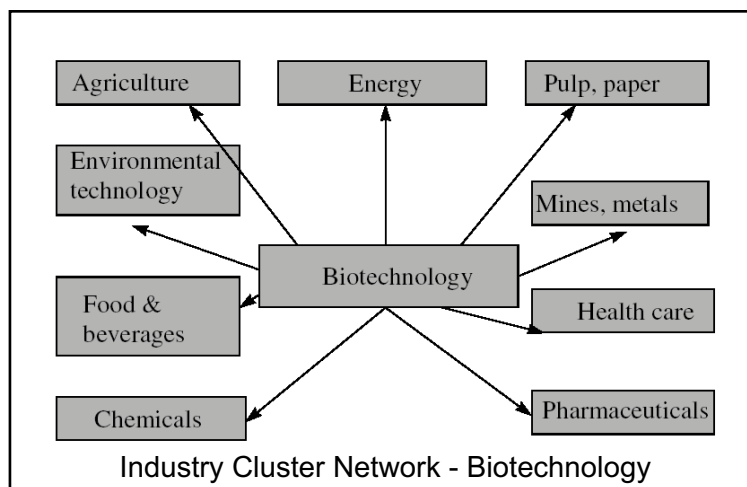 Agriculture
Energy
Pulp, paper
Environmental
technology
Mines, metals
Biotechnology
Food &
beverages
Health care
Chemicals
Pharmaceuticals
Industry Cluster Network - Biotechnology